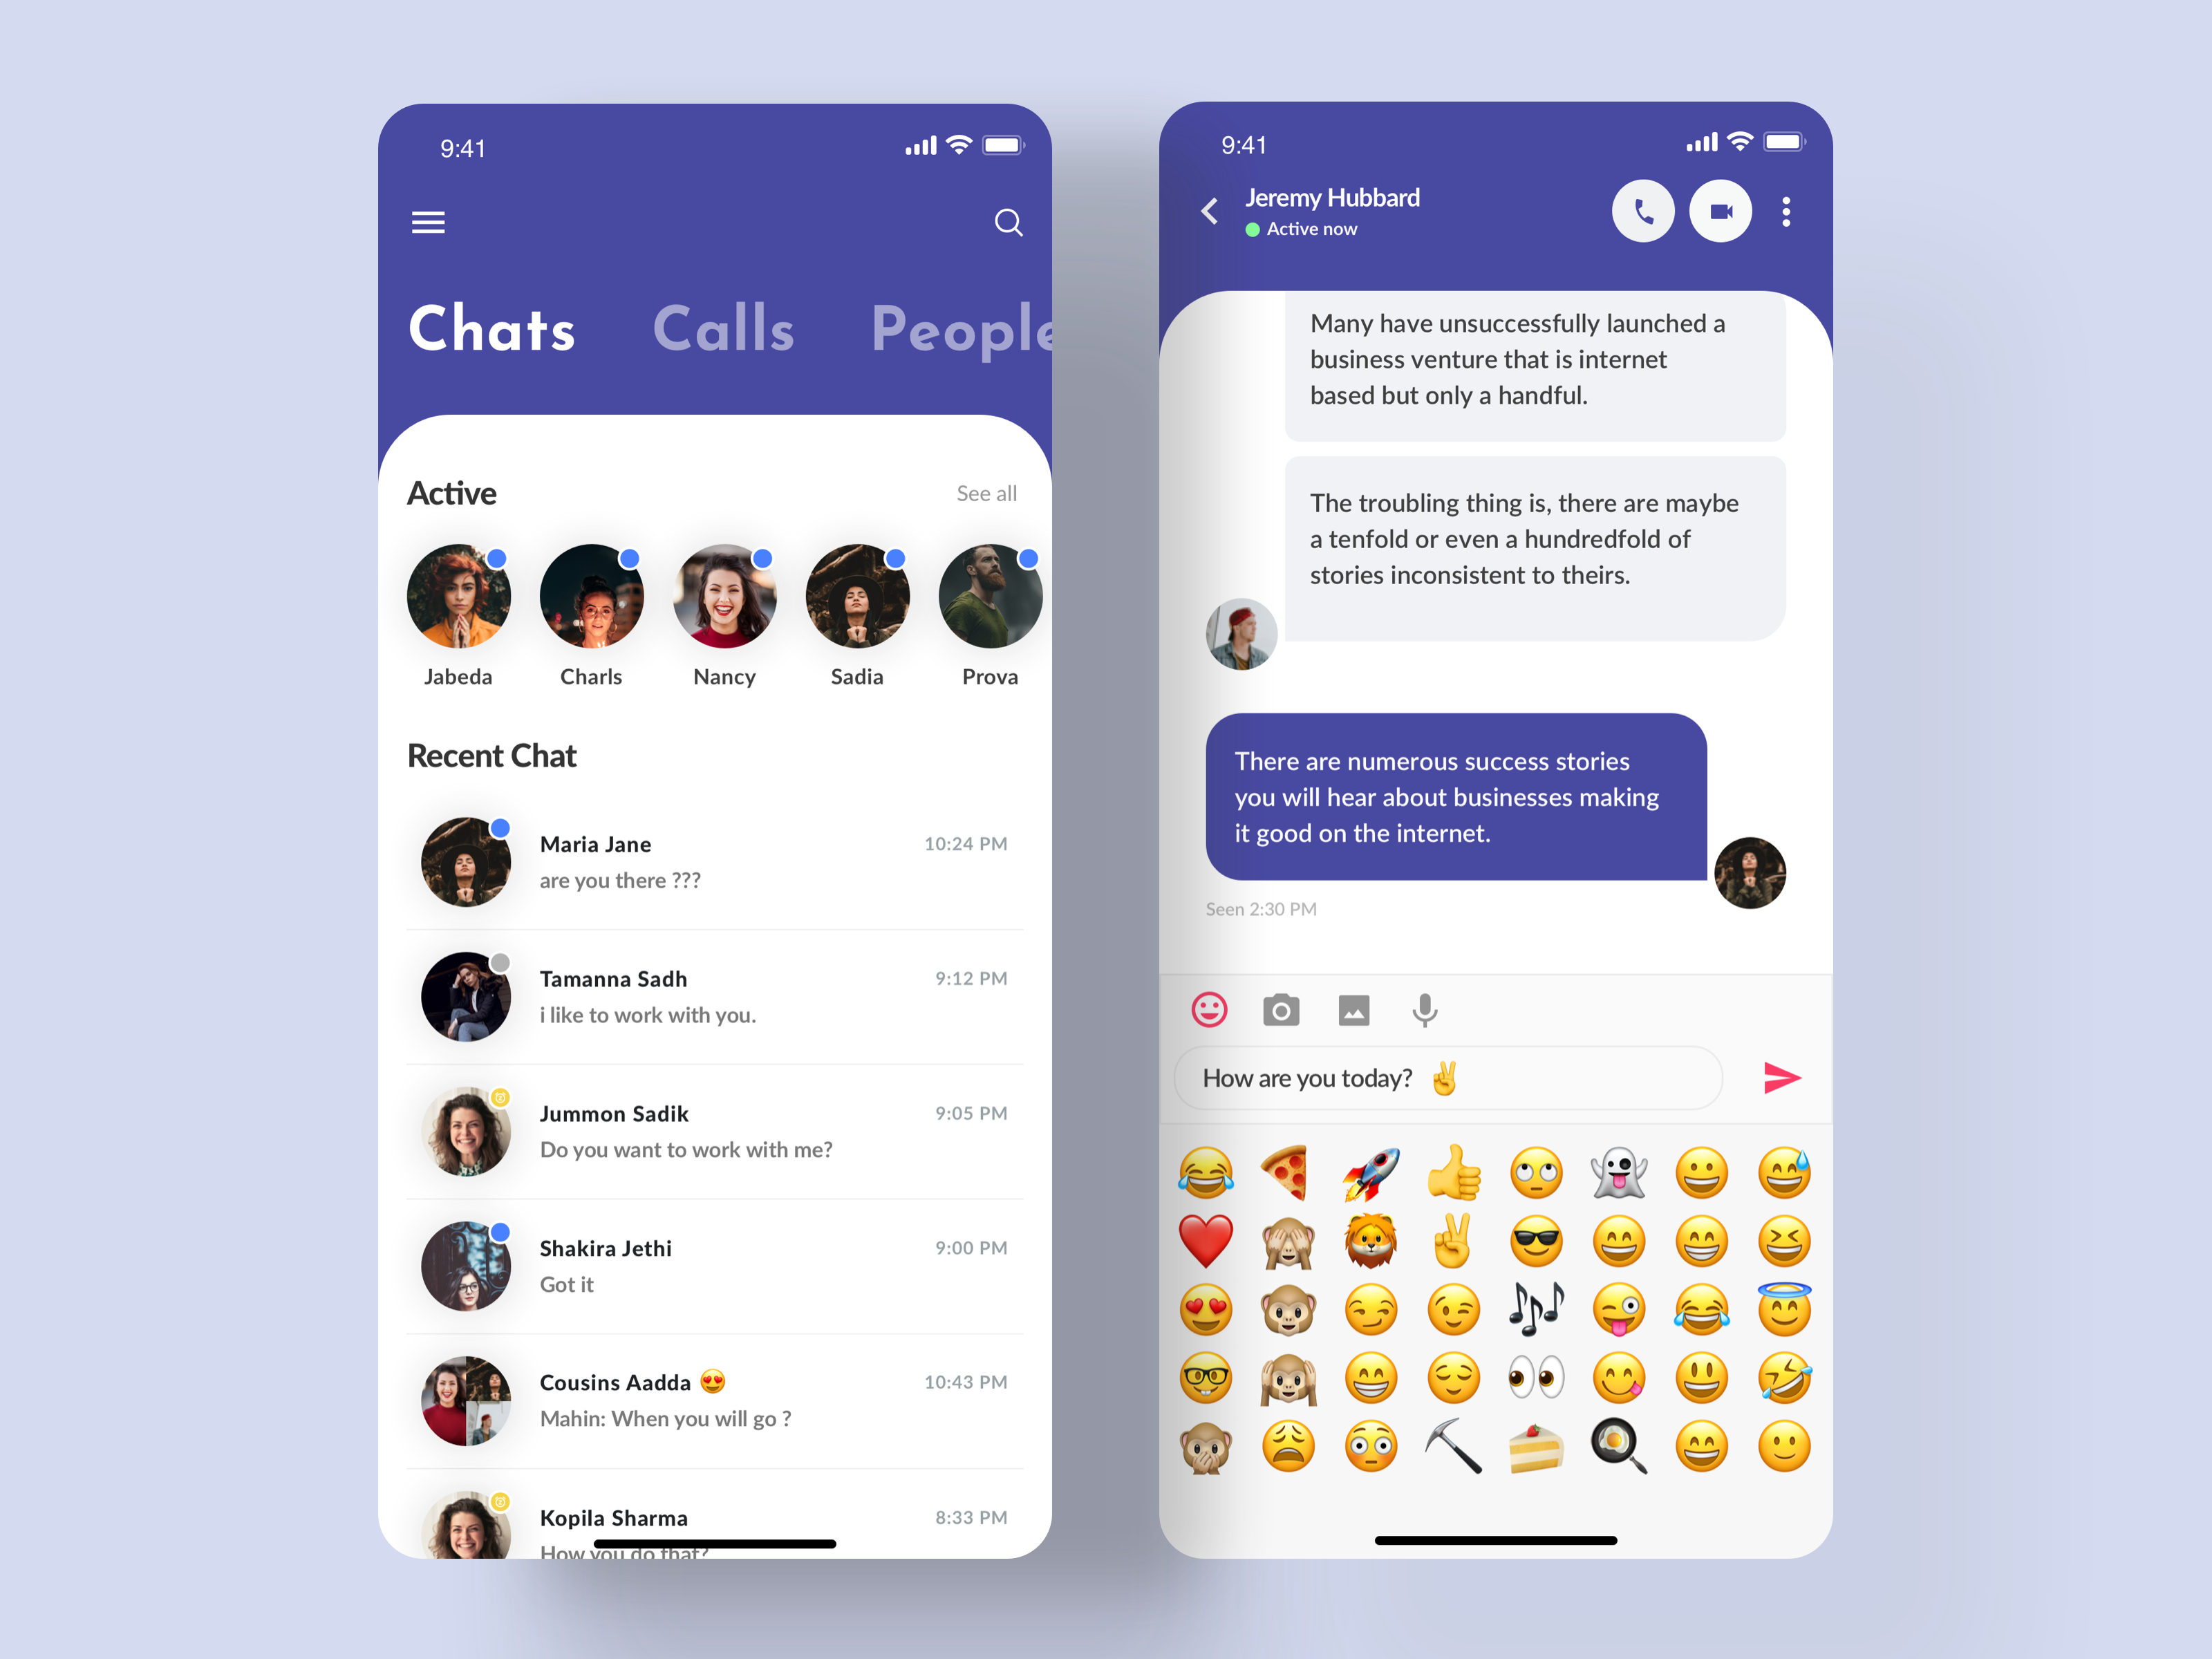 9:41
Chats Calls People
Active See all
Jabeda Charls Nancy Sadia Prova
Recent Chat
Maria Jane 10:24 PM
are you there ???
Tamanna Sadh 9:12 PM
i like to work with you.
Jummon Sadik 9:05 PM
Do you want to work with me?
Shakira Jethi 9:00 PM
Got it
Cousins Aadda 😍 10:43 PM
Mahin: When you will go ?
Kopila Sharma 8:33 PM
How you do that?
9:41
Jeremy Hubbard
Active now
Many have unsuccessfully launched a
business venture that is internet
based but only a handful.
The troubling thing is, there are maybe
a tenfold or even a hundredfold of
stories inconsistent to theirs.
There are numerous success stories
you will hear about businesses making
it good on the internet.
Seen 2:30 PM
How are you today? ✌️